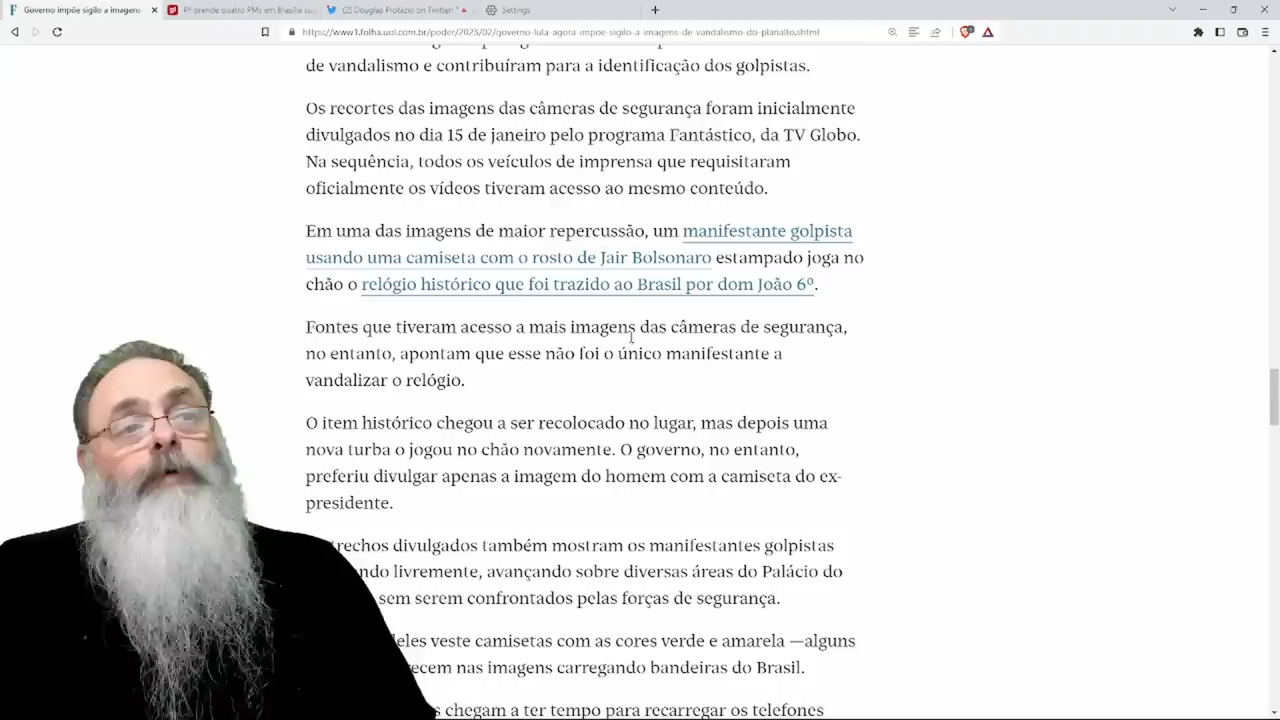 Governo impõe sigilo a imagens
PF prende quatro PMs em Brasília sus
(2) Douglas Protázio on Twitter: "
Settings
https://www1.folha.uol.com.br/poder/2023/02/governo-lula-agora-impoe-sigilo-a-imagens-de-vandalismo-do-planalto.shtml
de vandalismo e contribuíram para a identificação dos golpistas.
Os recortes das imagens das câmeras de segurança foram inicialmente
divulgados no dia 15 de janeiro pelo programa Fantástico, da TV Globo.
Na sequência, todos os veículos de imprensa que requisitaram
oficialmente os vídeos tiveram acesso ao mesmo conteúdo.
Em uma das imagens de maior repercussão, um manifestante golpista
usando uma camiseta com o rosto de Jair Bolsonaro estampado joga no
chão o relógio histórico que foi trazido ao Brasil por dom João 6º.
Fontes que tiveram acesso a mais imagens das câmeras de segurança,
no entanto, apontam que esse não foi o único manifestante a
vandalizar o relógio.
O item histórico chegou a ser recolocado no lugar, mas depois uma
nova turba o jogou no chão novamente. O governo, no entanto,
preferiu divulgar apenas a imagem do homem com a camiseta do ex-
presidente.
trechos divulgados também mostram os manifestantes golpistas
ndo livremente, avançando sobre diversas áreas do Palácio do
sem serem confrontados pelas forças de segurança.
deles veste camisetas com as cores verde e amarela —alguns
ecem nas imagens carregando bandeiras do Brasil.
s chegam a ter tempo para recarregar os telefones